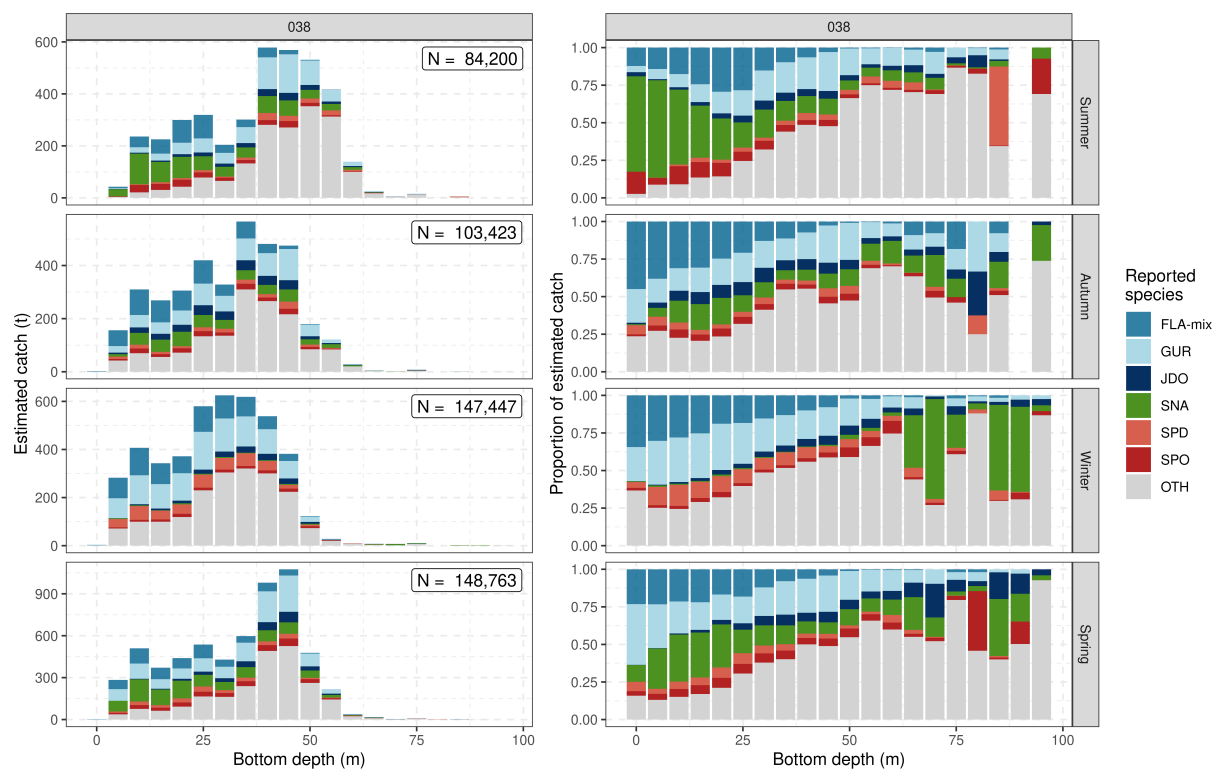 038
038
600
400
200
0
N = 84,200
1.00
0.75
0.50
0.25
0.00
Summer
400
200
0
N = 103,423
1.00
0.75
0.50
0.25
0.00
Autumn
600
400
200
0
N = 147,447
1.00
0.75
0.50
0.25
0.00
Winter
900
600
300
0
N = 148,763
1.00
0.75
0.50
0.25
0.00
Spring
Estimated catch (t)
Proportion of estimated catch
0
25
50
75
100
0
25
50
75
100
Bottom depth (m)
Bottom depth (m)
Reported
species
FLA-mix
GUR
JDO
SNA
SPD
SPO
OTH